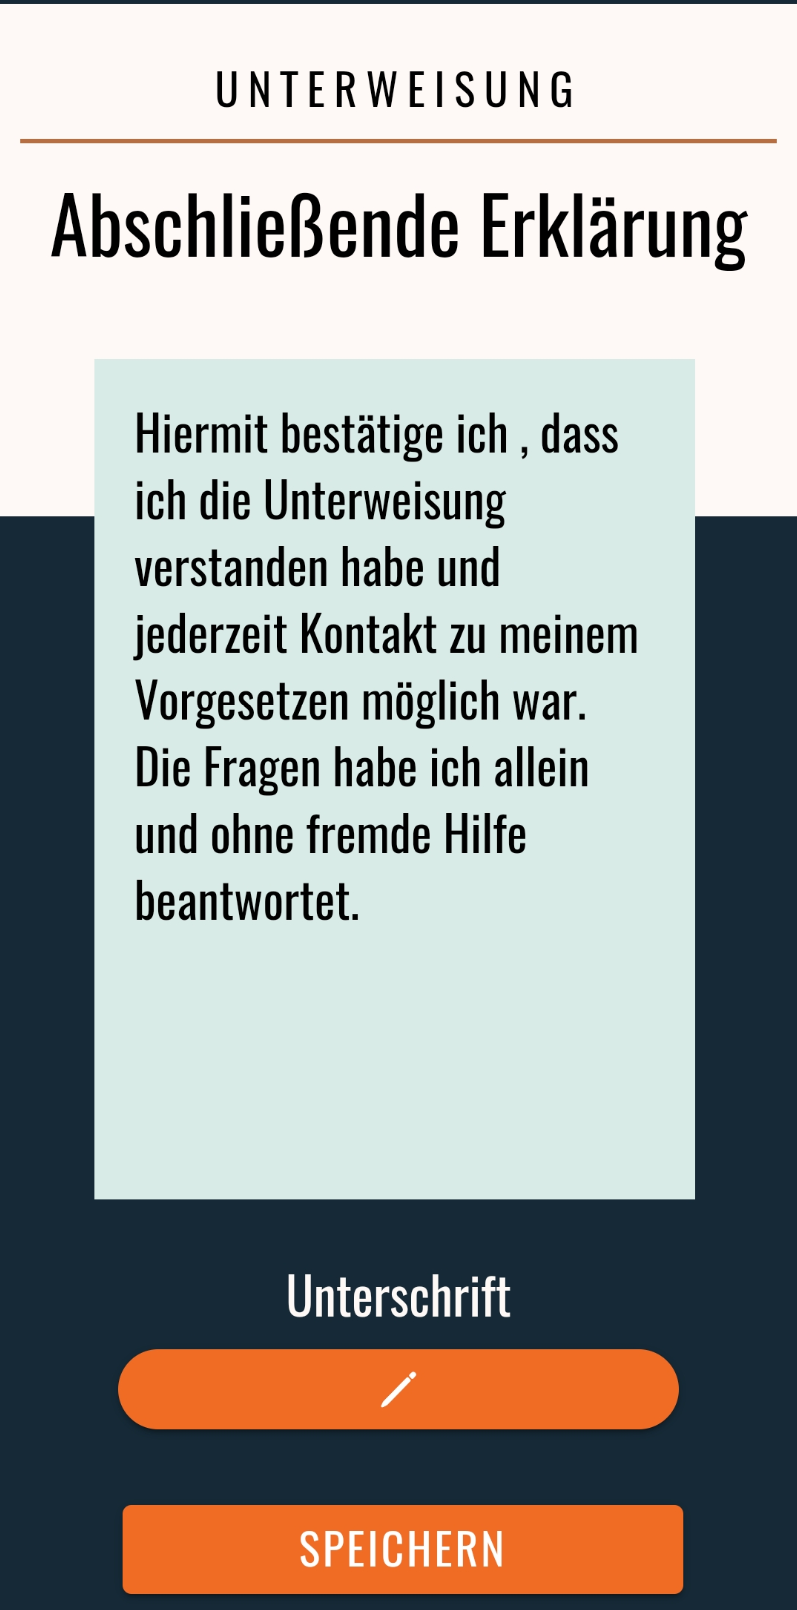 UNTERWEISUNG
Abschließende Erklärung
Hiermit bestätige ich , dass
ich die Unterweisung
verstanden habe und
jederzeit Kontakt zu meinem
Vorgesetzen möglich war.
Die Fragen habe ich allein
und ohne fremde Hilfe
beantwortet.
Unterschrift
SPEICHERN